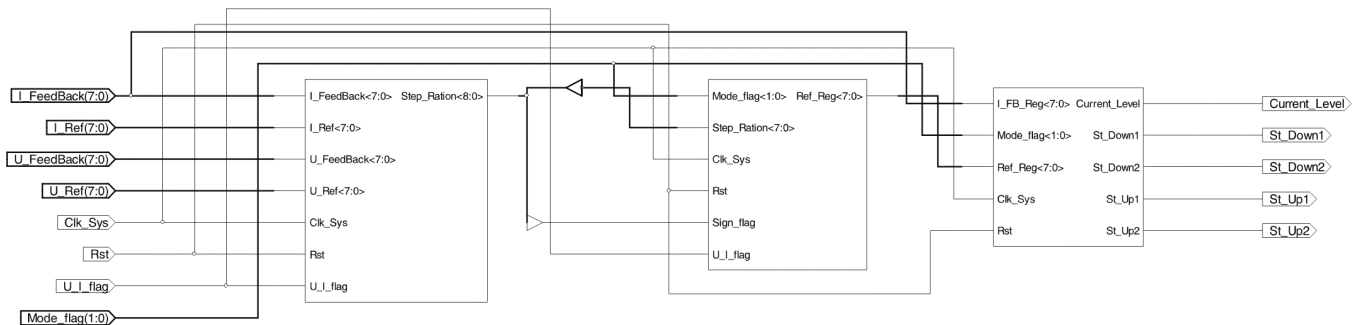 I_FeedBack(7:0)
I_Ref(7:0)
U_FeedBack(7:0)
U_Ref(7:0)
Clk_Sys
Rst
U_I_flag
Mode_flag(1:0)
I_FeedBack<7:0> Step_Ration<8:0>
I_Ref<7:0>
U_FeedBack<7:0>
U_Ref<7:0>
Clk_Sys
Rst
U_I_flag
Mode_flag<1:0> Ref_Reg<7:0>
Step_Ration<7:0>
Clk_Sys
Rst
Sign_flag
U_I_flag
I_FB_Reg<7:0> Current_Level
Mode_flag<1:0> St_Down1
Ref_Reg<7:0> St_Down2
Clk_Sys St_Up1
Rst St_Up2
Current_Level
St_Down1
St_Down2
St_Up1
St_Up2